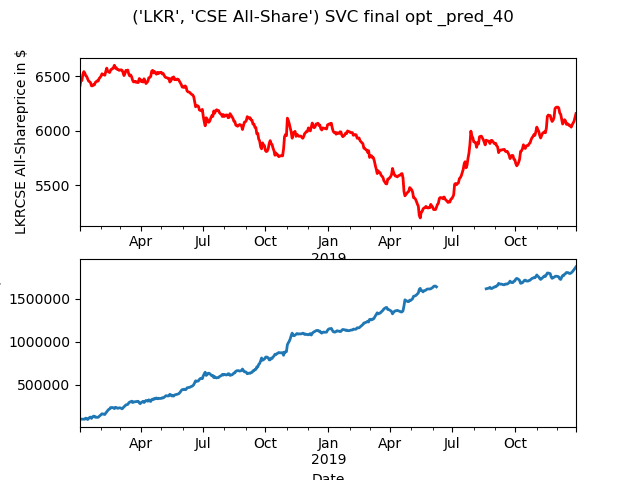 ('LKR', 'CSE All-Share') SVC final opt _pred_40
LKRCSE All-Shareprice in $
6500
6000
5500
Apr Jul Oct Jan Apr Jul Oct
2019
1500000
1000000
500000
Apr Jul Oct Jan Apr Jul Oct
2019
Date